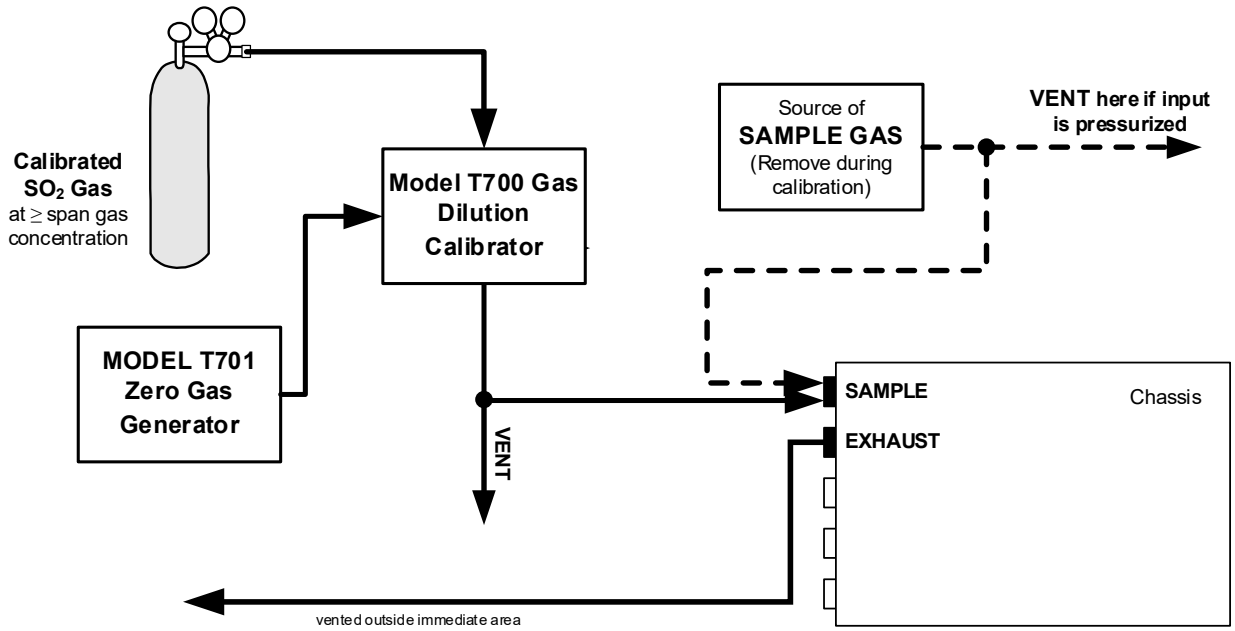 Calibrated
SO₂ Gas
at ≥ span gas
concentration
Model T700 Gas
Dilution
Calibrator
MODEL T701
Zero Gas
Generator
VENT
Source of
SAMPLE GAS
(Remove during
calibration)
VENT here if input
is pressurized
SAMPLE
Chassis
EXHAUST
vented outside immediate area